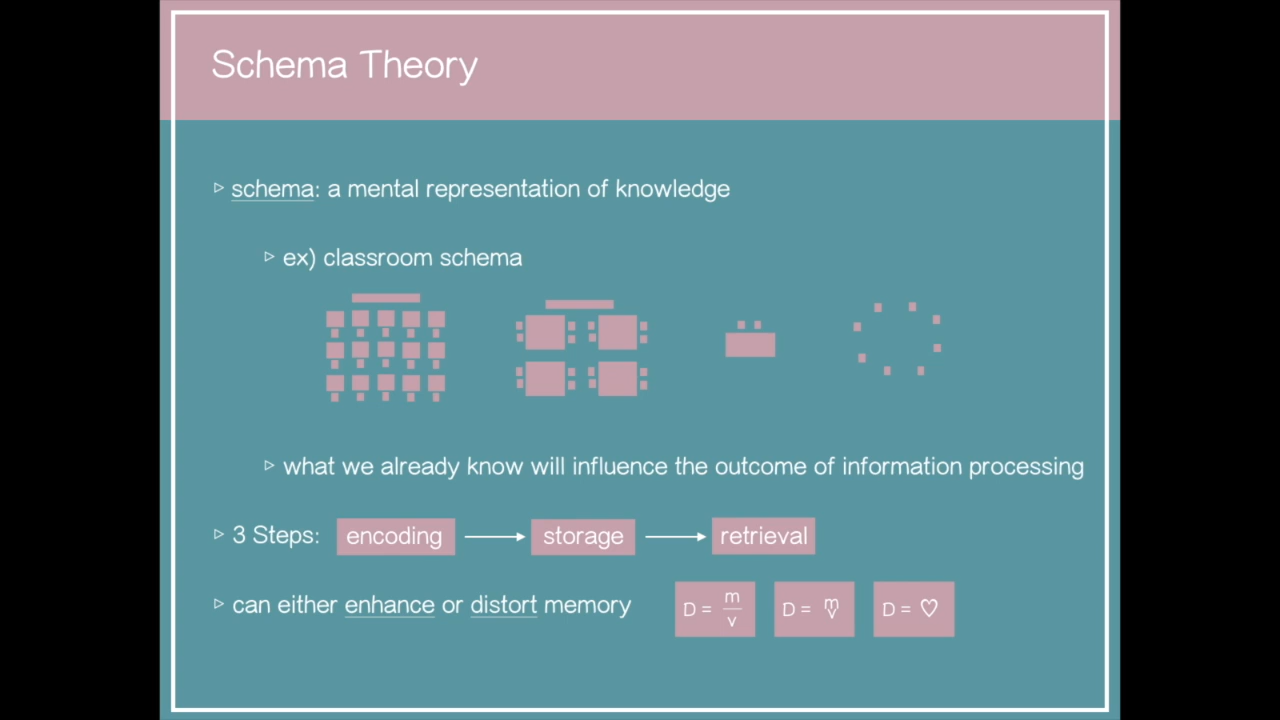 Schema Theory
schema: a mental representation of knowledge
ex) classroom schema
what we already know will influence the outcome of information processing
3 Steps: encoding storage retrieval
can either enhance or distort memory
D = m/v D = m v D = ♡